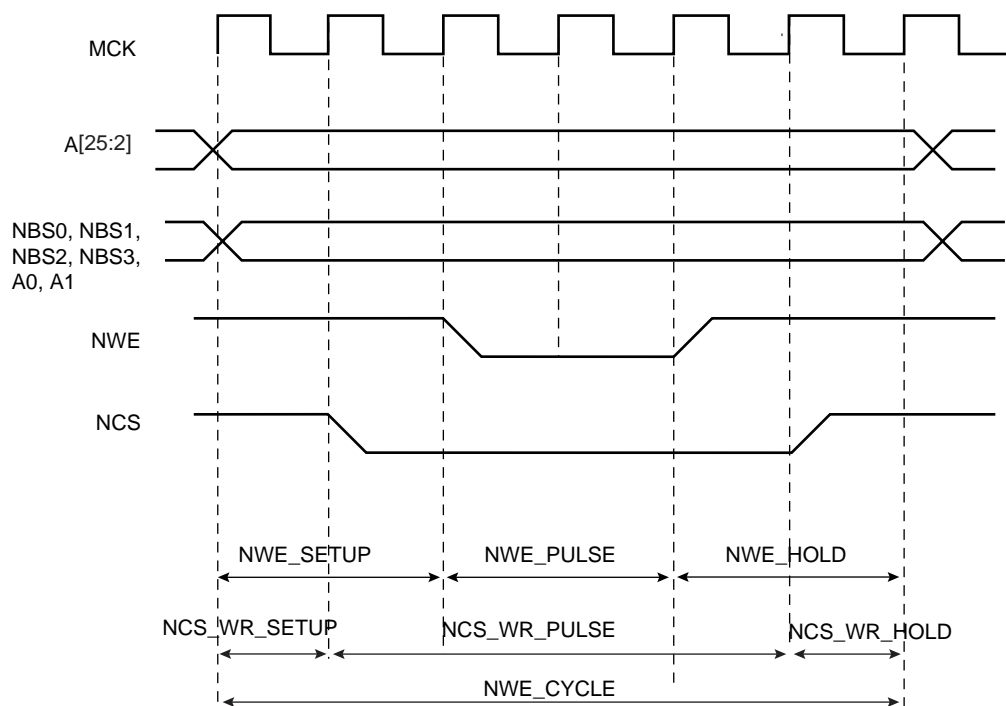 MCK
A[25:2]
NBS0, NBS1,
NBS2, NBS3,
A0, A1
NWE
NCS
NWE_SETUP
NWE_PULSE
NWE_HOLD
NCS_WR_SETUP
NCS_WR_PULSE
NCS_WR_HOLD
NWE_CYCLE